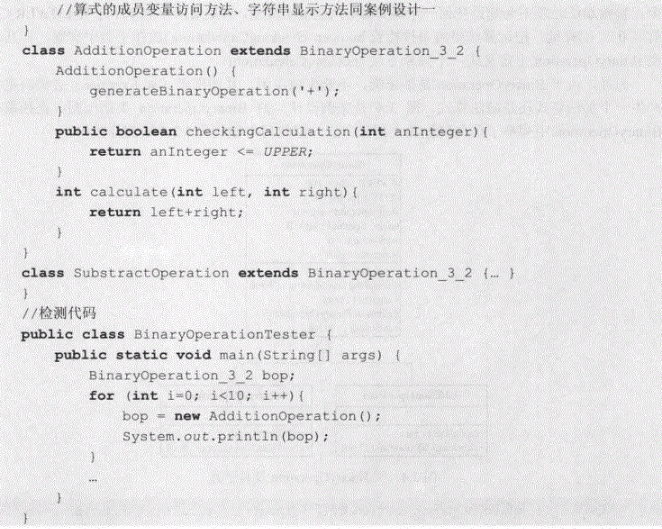 //算式的成员变量访问方法、字符串显示方法同案例设计一
}
class AdditionOperation extends BinaryOperation_3_2 {
    AdditionOperation() {
        generateBinaryOperation('+');
    }
    public boolean checkingCalculation(int anInteger){
        return anInteger <= UPPER;
    }
    int calculate(int left, int right){
        return left+right;
    }
}
class SubstractOperation extends BinaryOperation_3_2 {… }
}
//检测代码
public class BinaryOperationTester {
    public static void main(String[] args) {
        BinaryOperation_3_2 bop;
        for (int i=0; i<10; i++){
            bop = new AdditionOperation();
            System.out.println(bop);
        }
        …
    }
}